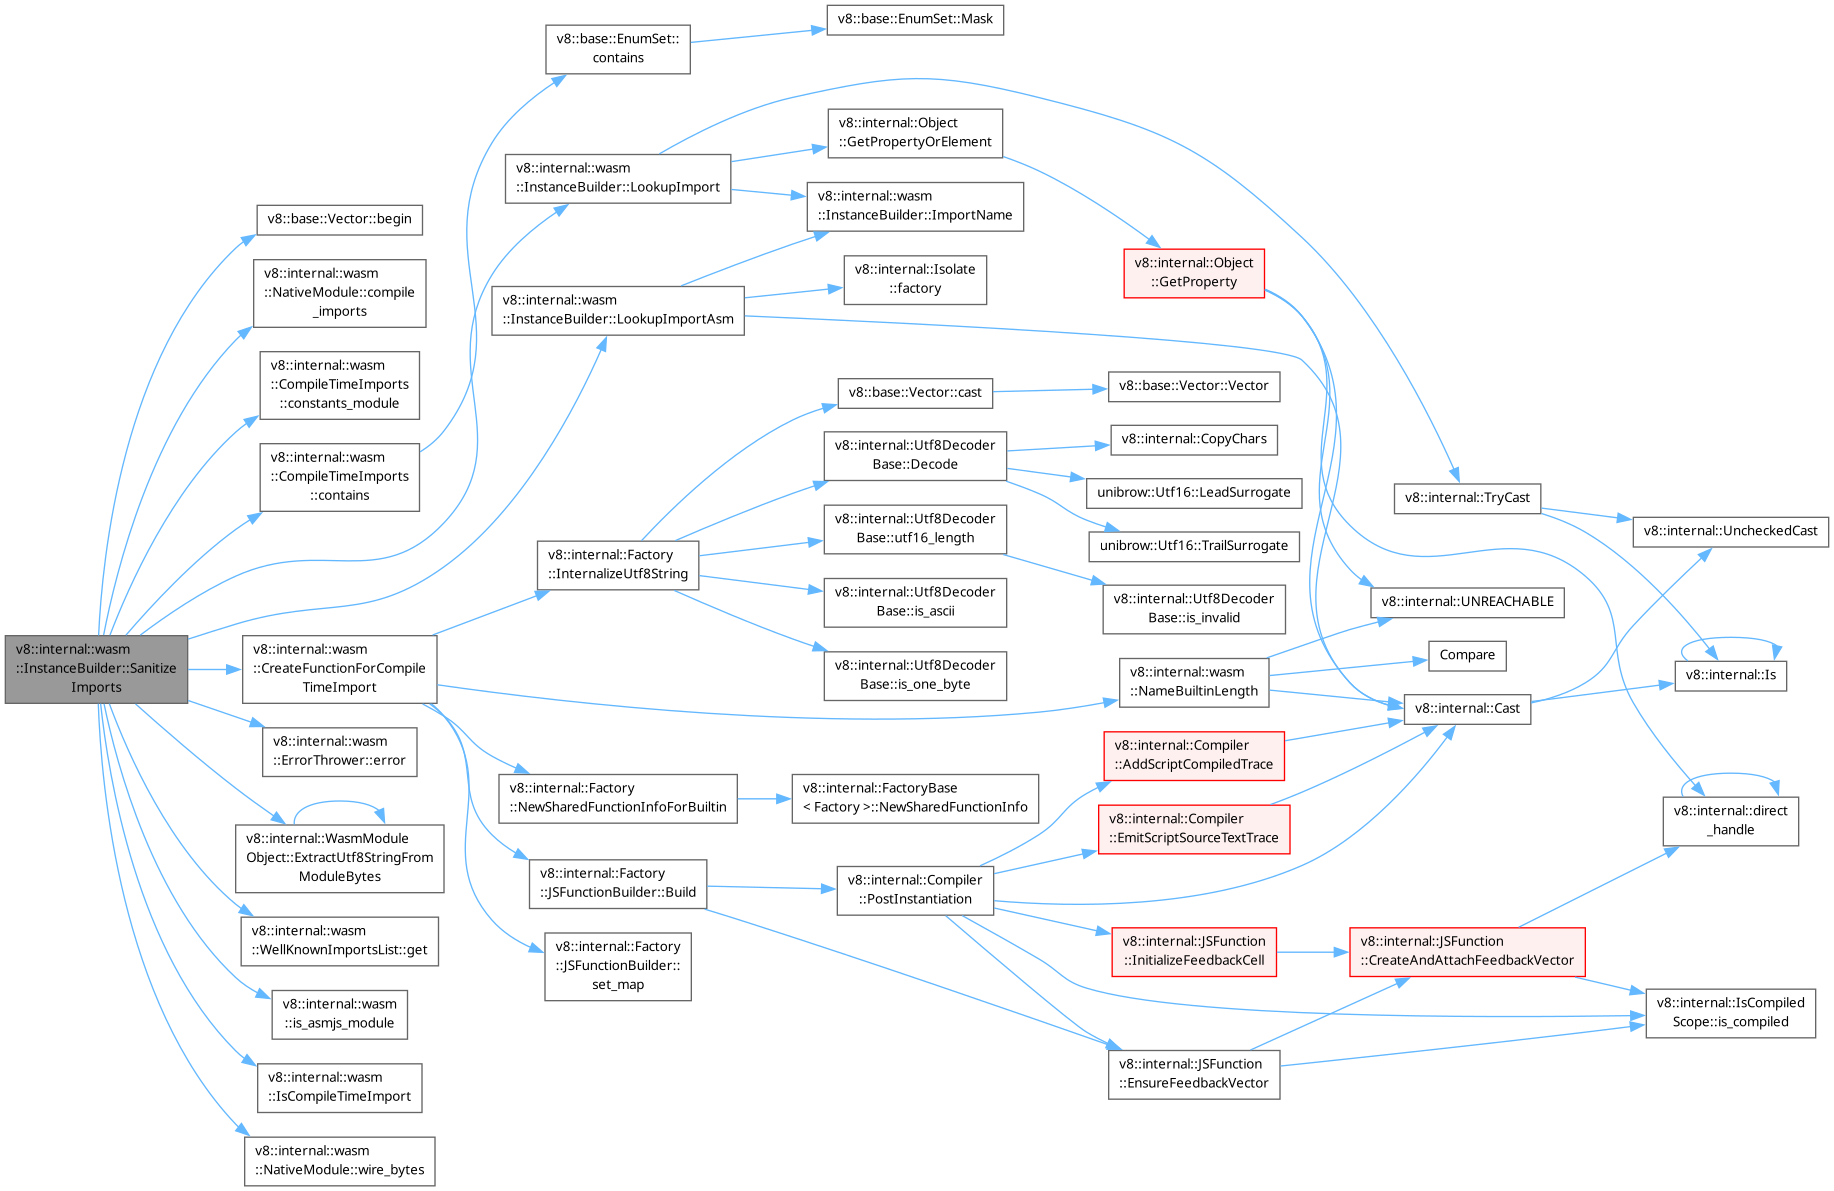 v8::internal::wasm
::InstanceBuilder::Sanitize
Imports
v8::base::Vector::begin
v8::internal::wasm
::NativeModule::compile
_imports
v8::internal::wasm
::CompileTimeImports
::constants_module
v8::internal::wasm
::CompileTimeImports
::contains
v8::internal::wasm
::CreateFunctionForCompile
TimeImport
v8::internal::wasm
::ErrorThrower::error
v8::internal::WasmModule
Object::ExtractUtf8StringFrom
ModuleBytes
v8::internal::wasm
::WellKnownImportsList::get
v8::internal::wasm
::is_asmjs_module
v8::internal::wasm
::IsCompileTimeImport
v8::internal::wasm
::NativeModule::wire_bytes
v8::base::EnumSet::
contains
v8::internal::wasm
::InstanceBuilder::LookupImport
v8::internal::wasm
::InstanceBuilder::LookupImportAsm
v8::internal::Factory
::InternalizeUtf8String
v8::internal::Factory
::NewSharedFunctionInfoForBuiltin
v8::internal::Factory
::JSFunctionBuilder::Build
v8::internal::Factory
::JSFunctionBuilder::
set_map
v8::base::EnumSet::Mask
v8::internal::Object
::GetPropertyOrElement
v8::internal::wasm
::InstanceBuilder::ImportName
v8::internal::Isolate
::factory
v8::base::Vector::cast
v8::internal::Utf8Decoder
Base::Decode
v8::internal::Utf8Decoder
Base::utf16_length
v8::internal::Utf8Decoder
Base::is_ascii
v8::internal::Utf8Decoder
Base::is_one_byte
v8::internal::FactoryBase
< Factory >::NewSharedFunctionInfo
v8::internal::Compiler
::PostInstantiation
v8::internal::Object
::GetProperty
v8::base::Vector::Vector
v8::internal::CopyChars
unibrow::Utf16::LeadSurrogate
unibrow::Utf16::TrailSurrogate
v8::internal::Utf8Decoder
Base::is_invalid
v8::internal::wasm
::NameBuiltinLength
v8::internal::Compiler
::AddScriptCompiledTrace
v8::internal::Compiler
::EmitScriptSourceTextTrace
v8::internal::JSFunction
::InitializeFeedbackCell
v8::internal::JSFunction
::EnsureFeedbackVector
v8::internal::TryCast
v8::internal::UNREACHABLE
Compare
v8::internal::Cast
v8::internal::JSFunction
::CreateAndAttachFeedbackVector
v8::internal::UncheckedCast
v8::internal::Is
v8::internal::direct
_handle
v8::internal::IsCompiled
Scope::is_compiled